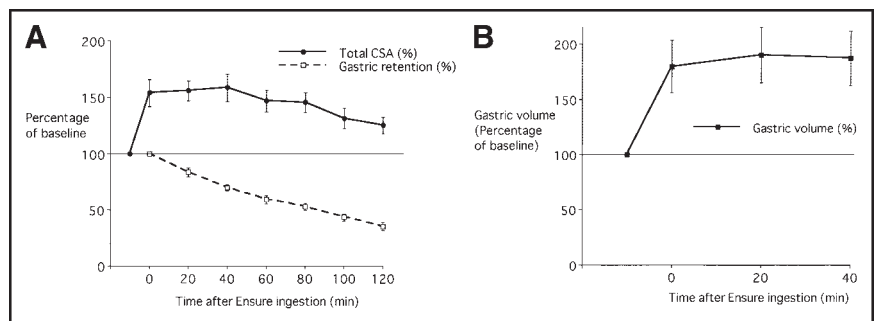 A
200
150
100
50
0
Percentage
of baseline
Total CSA (%)
Gastric retention (%)
0 20 40 60 80 100 120
Time after Ensure ingestion (min)
B
200
150
100
50
0
Gastric volume
(Percentage
of baseline)
Gastric volume (%)
0 20 40
Time after Ensure ingestion (min)